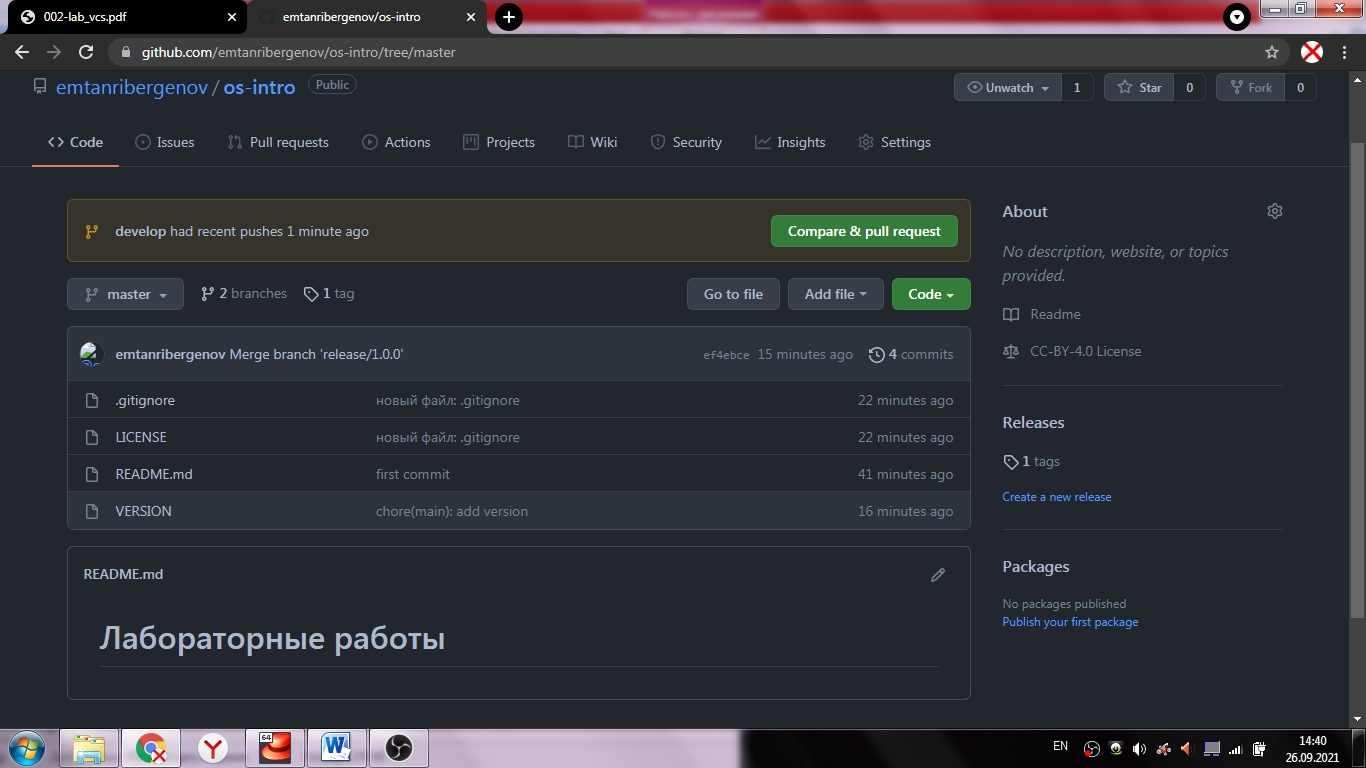 002-lab_vcs.pdf
emtanribergenov/os-intro
github.com/emtanribergenov/os-intro/tree/master
emtanribergenov / os-intro Public
Unwatch 1 Star 0 Fork 0
Code Issues Pull requests Actions Projects Wiki Security Insights Settings
develop had recent pushes 1 minute ago
Compare & pull request
master 2 branches 1 tag
Go to file Add file Code
emtanribergenov Merge branch 'release/1.0.0' ef4ebce 15 minutes ago 4 commits
.gitignore новый файл: .gitignore 22 minutes ago
LICENSE новый файл: .gitignore 22 minutes ago
README.md first commit 41 minutes ago
VERSION chore(main): add version 16 minutes ago
README.md
Лабораторные работы
About
No description, website, or topics
provided.
Readme
CC-BY-4.0 License
Releases
1 tags
Create a new release
Packages
No packages published
Publish your first package
64
EN
14:40
26.09.2021